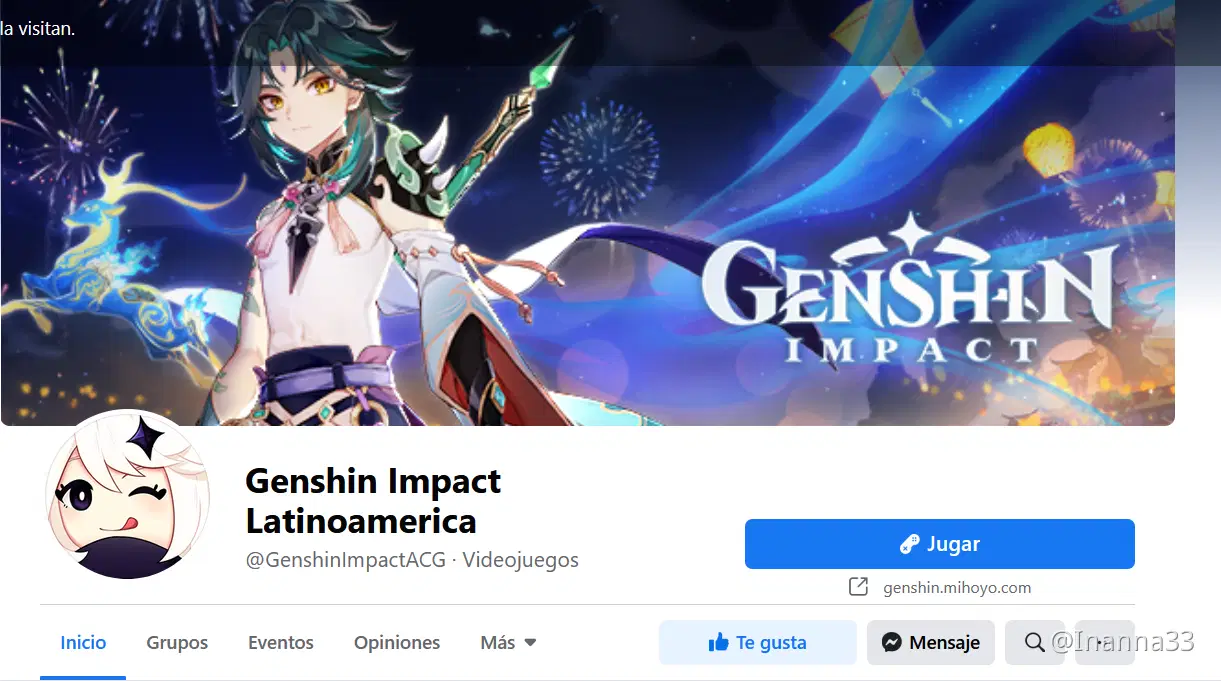 la visitan.
GENSHIN
IMPACT
Genshin Impact
Latinoamerica
@GenshinImpactACG · Videojuegos
Jugar
genshin.mihoyo.com
Inicio Grupos Eventos Opiniones Más Te gusta Mensaje
@Inanna33